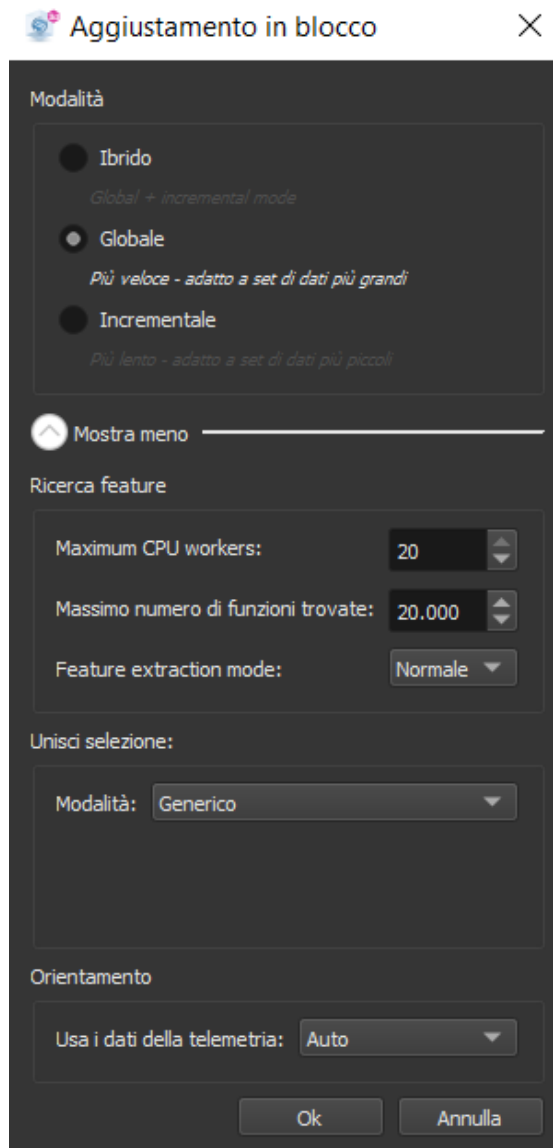 Aggiustamento in blocco
Modalità
Ibrido
Global + incremental mode
Globale
Più veloce - adatto a set di dati più grandi
Incrementale
Più lento - adatto a set di dati più piccoli
Mostra meno
Ricerca feature
Maximum CPU workers: 20
Massimo numero di funzioni trovate: 20.000
Feature extraction mode: Normale
Unisci selezione:
Modalità: Generico
Orientamento
Usa i dati della telemetria: Auto
Ok Annulla